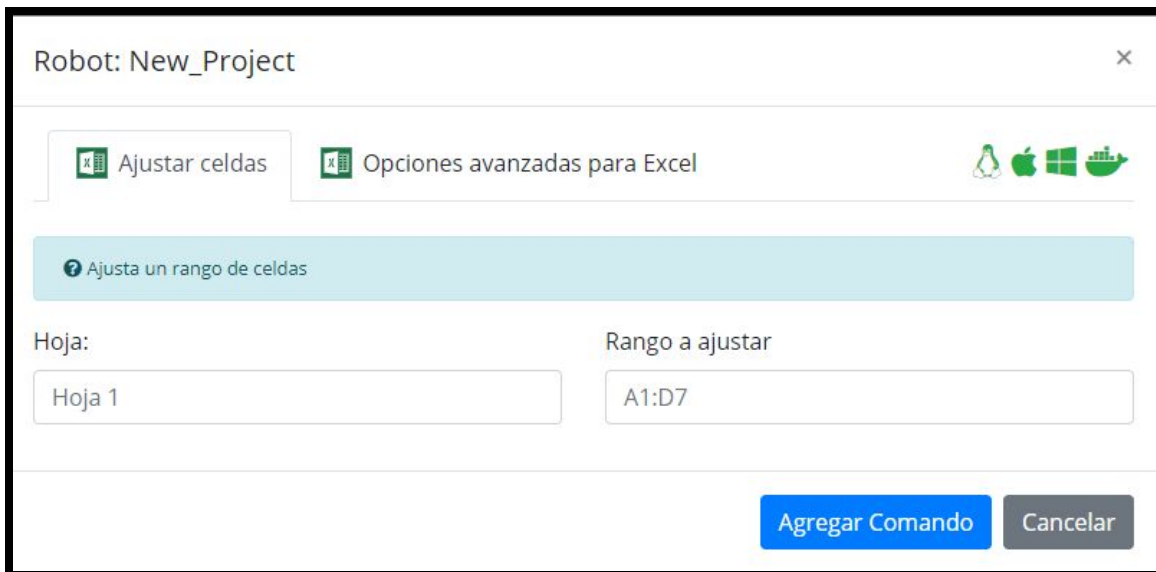 Robot: New_Project ×
Ajustar celdas Opciones avanzadas para Excel
Ajusta un rango de celdas
Hoja: Rango a ajustar
Hoja 1 A1:D7
Agregar Comando Cancelar